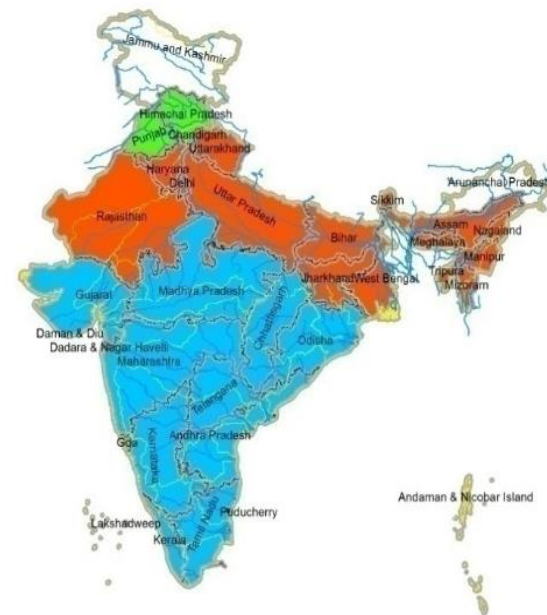 Jammu and Kashmir
Himachal Pradesh
Punjab
Chandigarh
Uttarakhand
Haryana
Delhi
Uttar Pradesh
Sikkim
Arunanchal Pradesh
Rajasthan
Bihar
Assam
Nagaland
Meghalaya
Manipur
Jharkhand
West Bengal
Tripura
Mizoram
Gujarat
Madhya Pradesh
Chhattisgarh
Daman & Diu
Dadara & Nagar Havelli
Odisha
Maharashtra
Telangana
Goa
Karnataka
Andhra Pradesh
Andaman & Nicobar Island
Lakshadweep
Puducherry
Kerala
Tamil Nadu